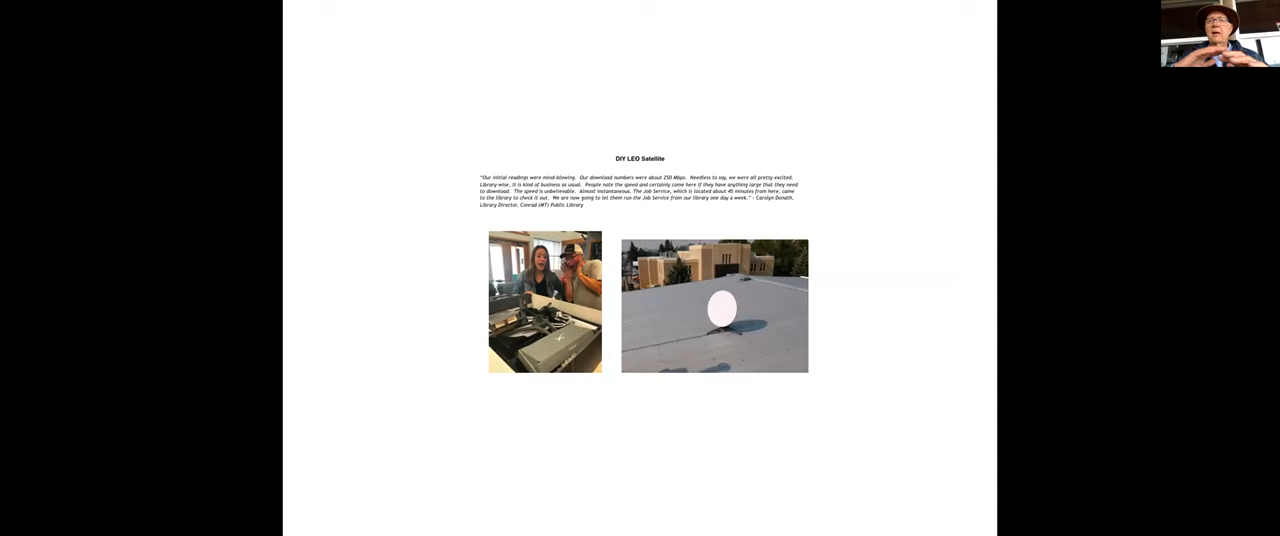 DIY LEO Satellite
"Our initial readings were mind-blowing. Our download numbers were about 250 Mbps. Needless to say, we were all pretty excited.
Library-wise, it is kind of business as usual. People note the speed and certainly come here if they have anything large that they need
to download. The speed is unbelievable. Almost instantaneous. The Job Service, which is located about 45 minutes from here, came
to the library to check it out. We are now going to let them run the Job Service from our library one day a week." - Carolyn Donath,
Library Director, Conrad (MT) Public Library